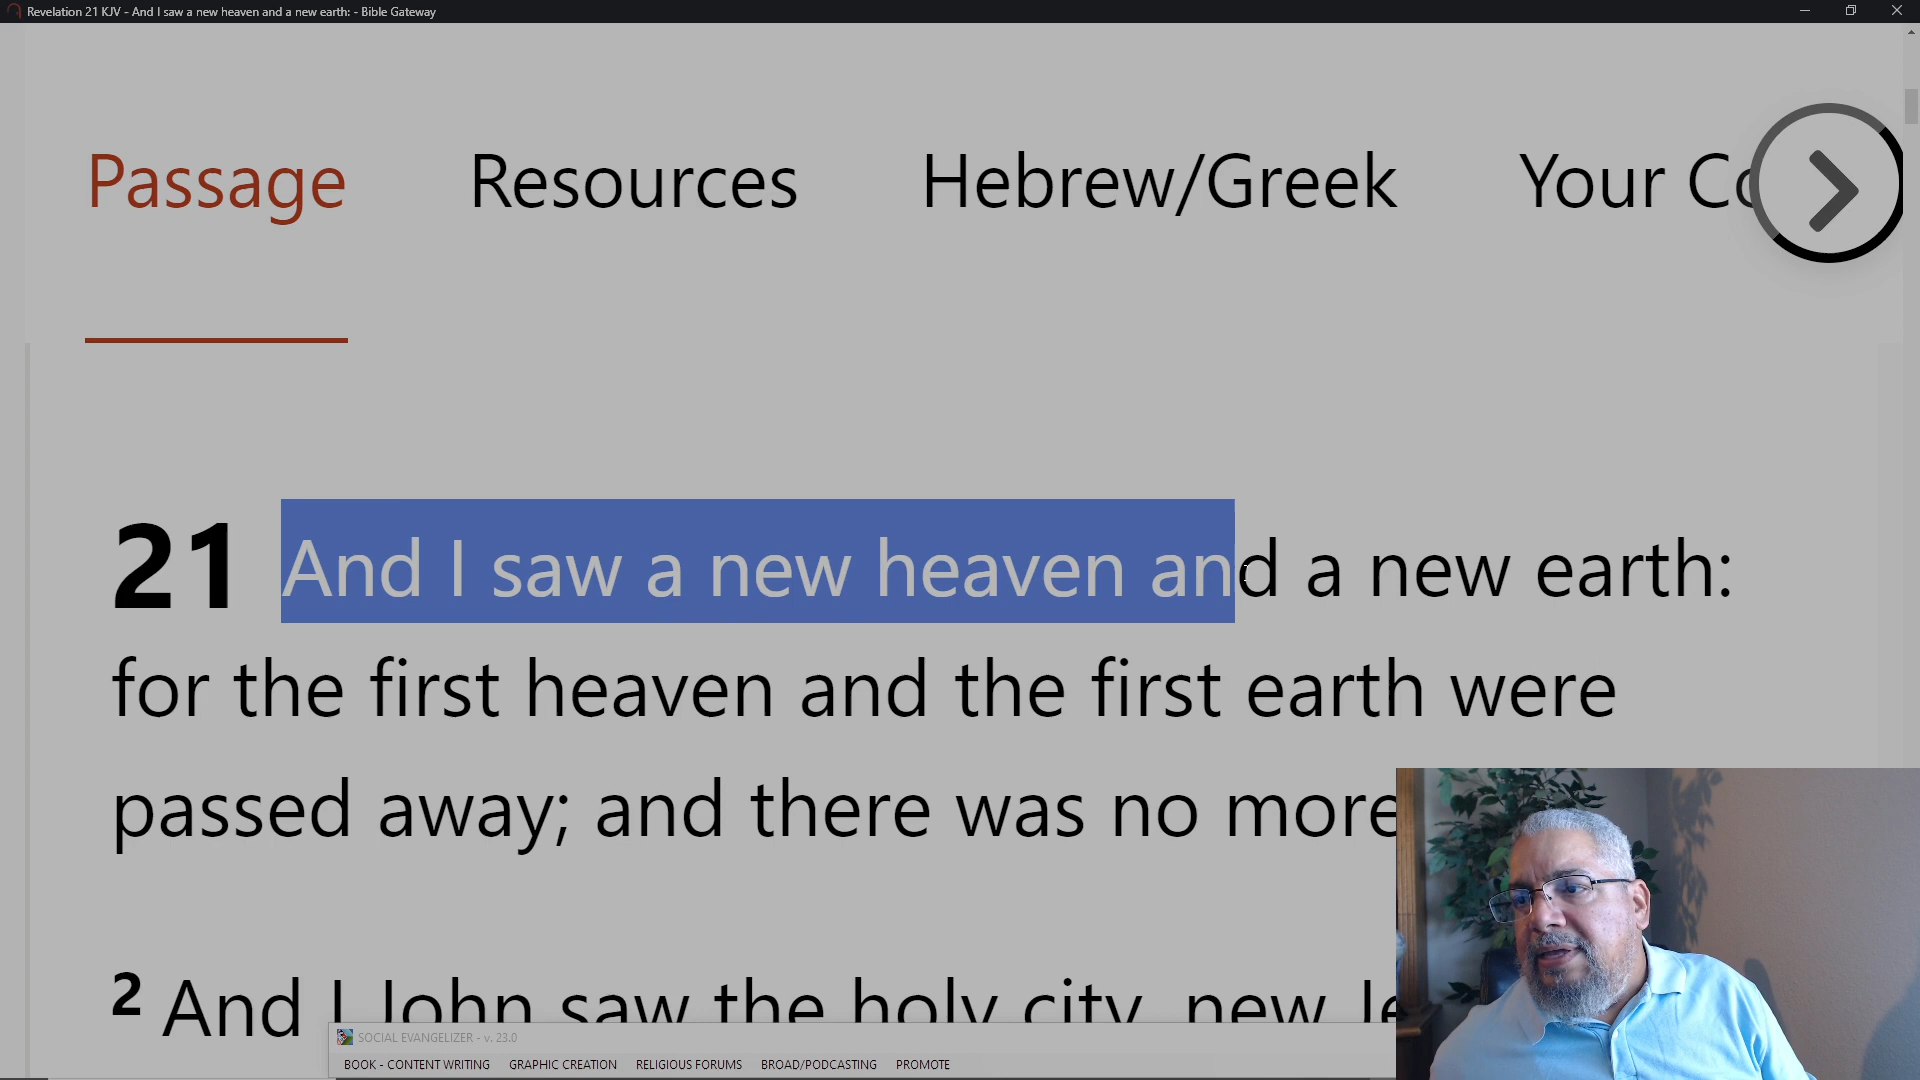 Revelation 21 KJV - And I saw a new heaven and a new earth: - Bible Gateway
Passage Resources Hebrew/Greek Your Co
21 And I saw a new heaven and a new earth:
for the first heaven and the first earth were
passed away; and there was no more
2 And I John saw the holy city, new Je
SOCIAL EVANGELIZER - v. 23.0
BOOK - CONTENT WRITING GRAPHIC CREATION RELIGIOUS FORUMS BROAD/PODCASTING PROMOTE